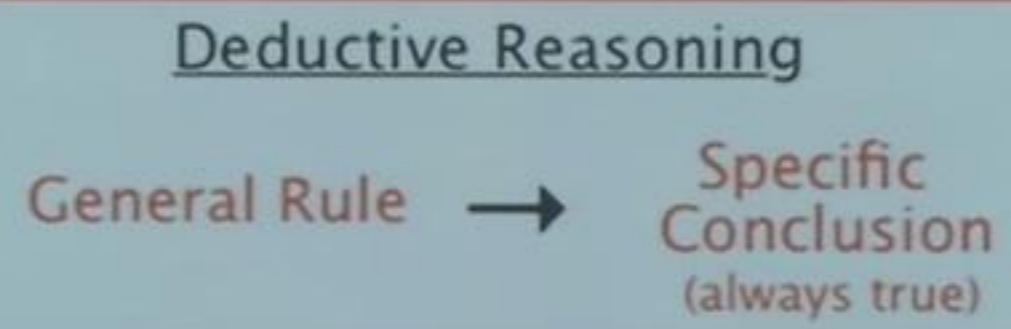 Deductive Reasoning
General Rule → Specific
Conclusion
(always true)